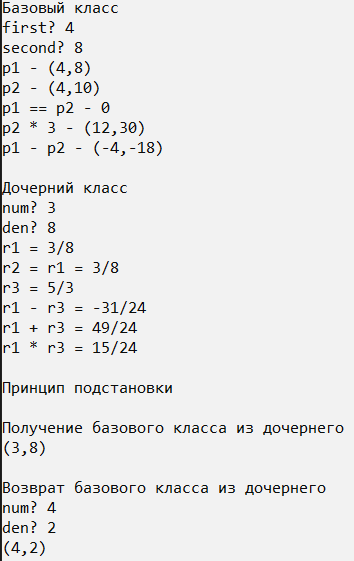 Базовый класс
first? 4
second? 8
p1 - (4,8)
p2 - (4,10)
p1 == p2 - 0
p2 * 3 - (12,30)
p1 - p2 - (-4,-18)
Дочерний класс
num? 3
den? 8
r1 = 3/8
r2 = r1 = 3/8
r3 = 5/3
r1 - r3 = -31/24
r1 + r3 = 49/24
r1 * r3 = 15/24
Принцип подстановки
Получение базового класса из дочернего
(3,8)
Возврат базового класса из дочернего
num? 4
den? 2
(4,2)